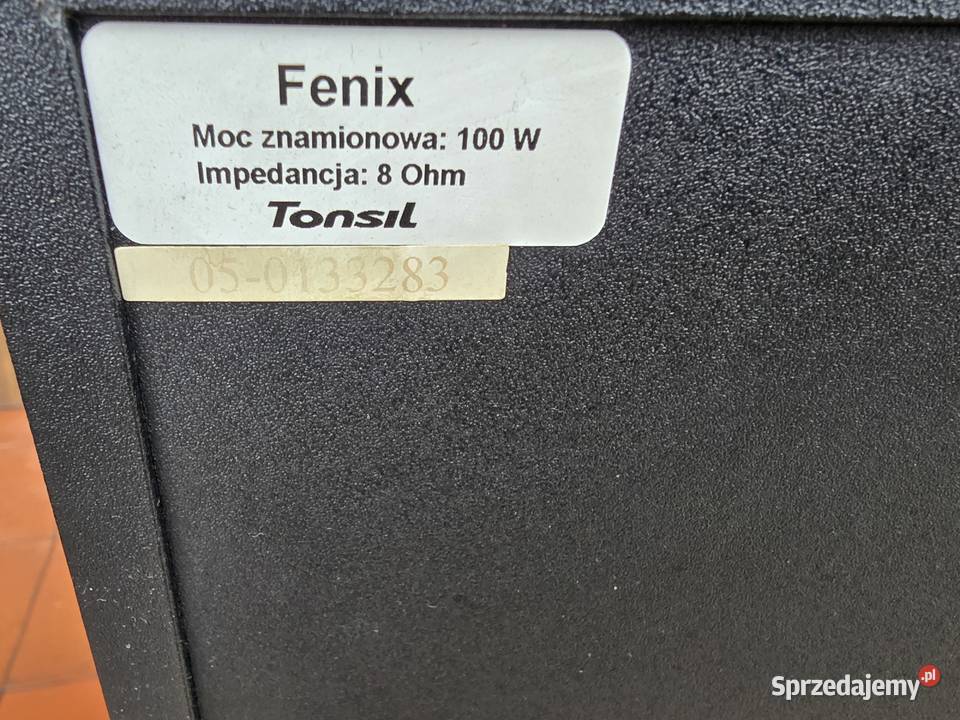 Fenix
Moc znamionowa: 100 W
Impedancja: 8 Ohm
Tonsil
05-0133283
Sprzedajemy.pl